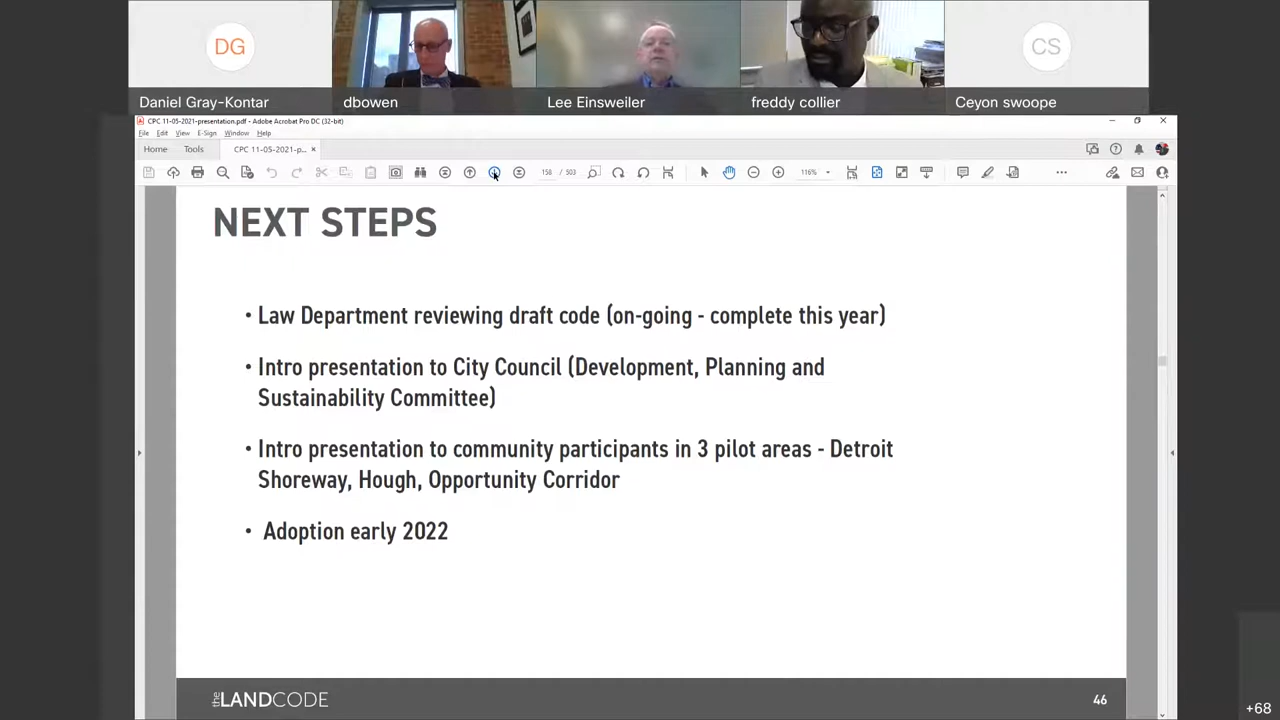 DG
CS
Daniel Gray-Kontar
dbowen
Lee Einsweiler
freddy collier
Ceyon swoope
CPC 11-05-2021-presentation.pdf - Adobe Acrobat Pro DC (32-bit)
File Edit View E-Sign Window Help
Home Tools CPC 11-05-2021-p... ×
158 / 503 116%
NEXT STEPS
• Law Department reviewing draft code (on-going - complete this year)
• Intro presentation to City Council (Development, Planning and
Sustainability Committee)
• Intro presentation to community participants in 3 pilot areas - Detroit
Shoreway, Hough, Opportunity Corridor
• Adoption early 2022
the LANDCODE
46
+68